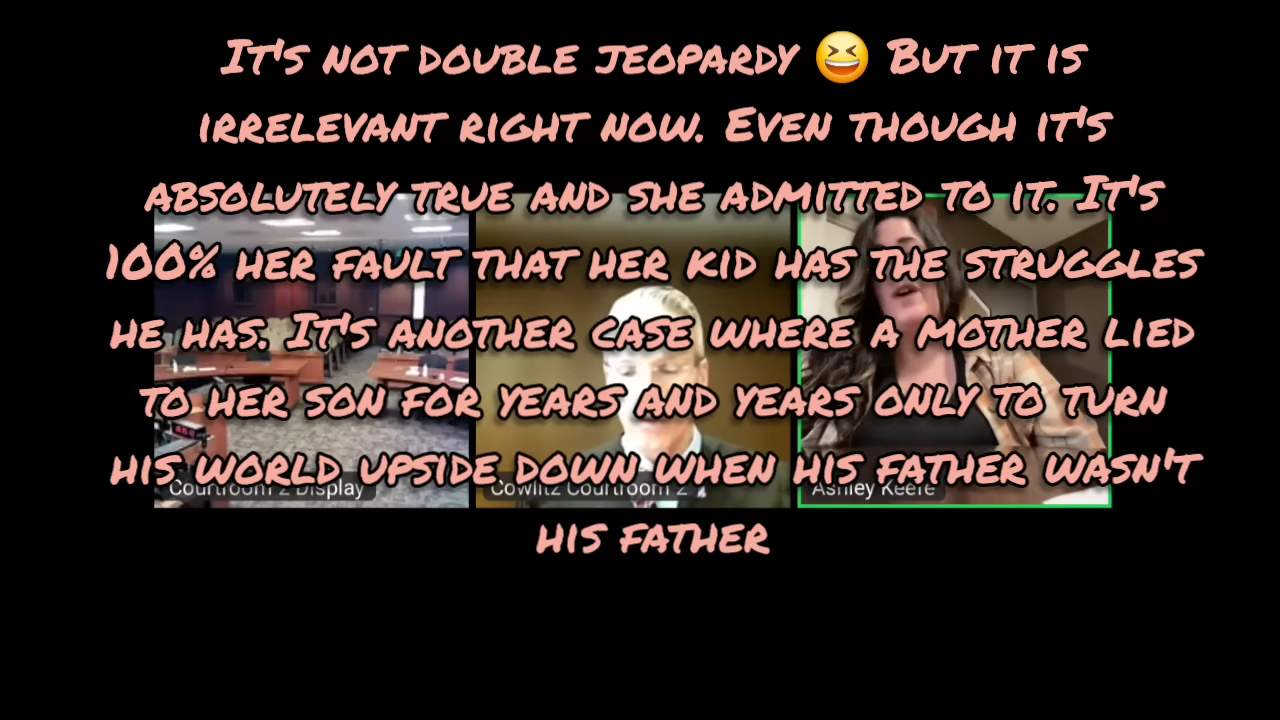 It's not double jeopardy 😆 But it is
irrelevant right now. Even though it's
absolutely true and she admitted to it. It's
100% her fault that her kid has the struggles
he has. It's another case where a mother lied
to her son for years and years only to turn
his world upside down when his father wasn't
his father
Courtroom 2 Display
Cowlitz Courtroom 2
Ashley Keefe